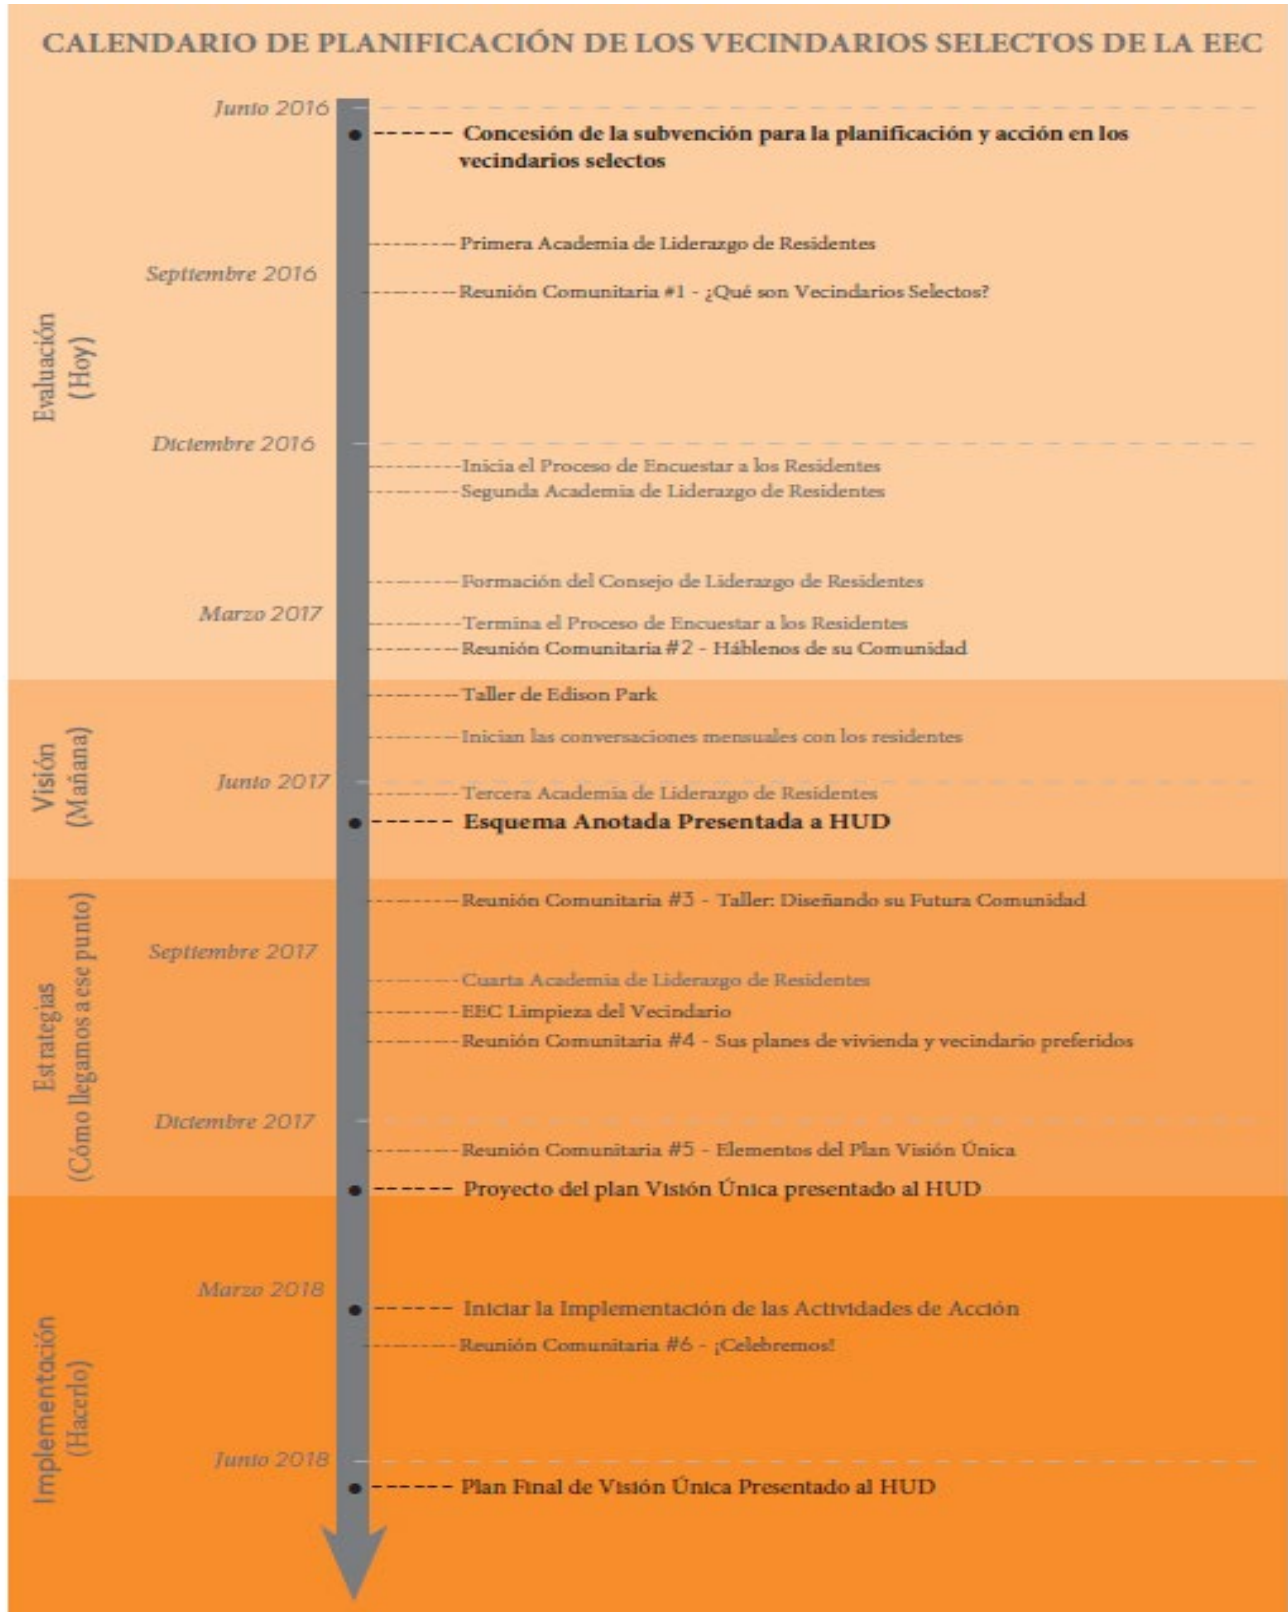 CALENDARIO DE PLANIFICACIÓN DE LOS VECINDARIOS SELECTOS DE LA EEC
Junio 2016
Concesión de la subvención para la planificación y acción en los
vecindarios selectos
Primera Academia de Liderazgo de Residentes
Septiembre 2016
Reunión Comunitaria #1 - ¿Qué son Vecindarios Selectos?
Evaluación
(Hoy)
Diciembre 2016
Inicia el Proceso de Encuestar a los Residentes
Segunda Academia de Liderazgo de Residentes
Formación del Consejo de Liderazgo de Residentes
Marzo 2017
Termina el Proceso de Encuestar a los Residentes
Reunión Comunitaria #2 - Háblenos de su Comunidad
Taller de Edison Park
Inician las conversaciones mensuales con los residentes
Visión
(Mañana)
Junio 2017
Tercera Academia de Liderazgo de Residentes
Esquema Anotada Presentada a HUD
Reunión Comunitaria #3 - Taller: Diseñando su Futura Comunidad
Septiembre 2017
Cuarta Academia de Liderazgo de Residentes
EEC Limpieza del Vecindario
Reunión Comunitaria #4 - Sus planes de vivienda y vecindario preferidos
Estrategias
(Cómo llegamos a ese punto)
Diciembre 2017
Reunión Comunitaria #5 - Elementos del Plan Visión Única
Proyecto del plan Visión Única presentado al HUD
Marzo 2018
Iniciar la Implementación de las Actividades de Acción
Reunión Comunitaria #6 - ¡Celebremos!
Implementación
(Hacerlo)
Junio 2018
Plan Final de Visión Única Presentado al HUD